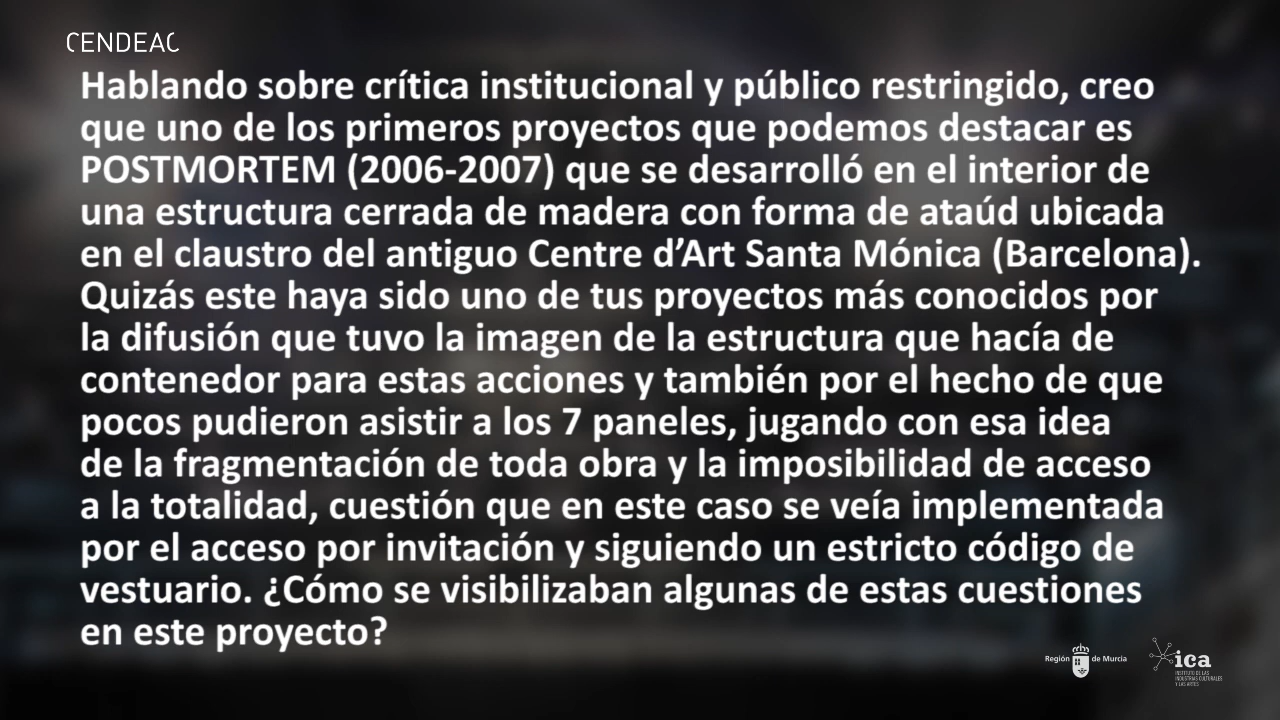 CENDEAC
Hablando sobre crítica institucional y público restringido, creo
que uno de los primeros proyectos que podemos destacar es
POSTMORTEM (2006-2007) que se desarrolló en el interior de
una estructura cerrada de madera con forma de ataúd ubicada
en el claustro del antiguo Centre d’Art Santa Mónica (Barcelona).
Quizás este haya sido uno de tus proyectos más conocidos por
la difusión que tuvo la imagen de la estructura que hacía de
contenedor para estas acciones y también por el hecho de que
pocos pudieron asistir a los 7 paneles, jugando con esa idea
de la fragmentación de toda obra y la imposibilidad de acceso
a la totalidad, cuestión que en este caso se veía implementada
por el acceso por invitación y siguiendo un estricto código de
vestuario. ¿Cómo se visibilizaban algunas de estas cuestiones
en este proyecto?
Región de Murcia
ica
INSTITUTO DE LAS
INDUSTRIAS CULTURALES
Y LAS ARTES